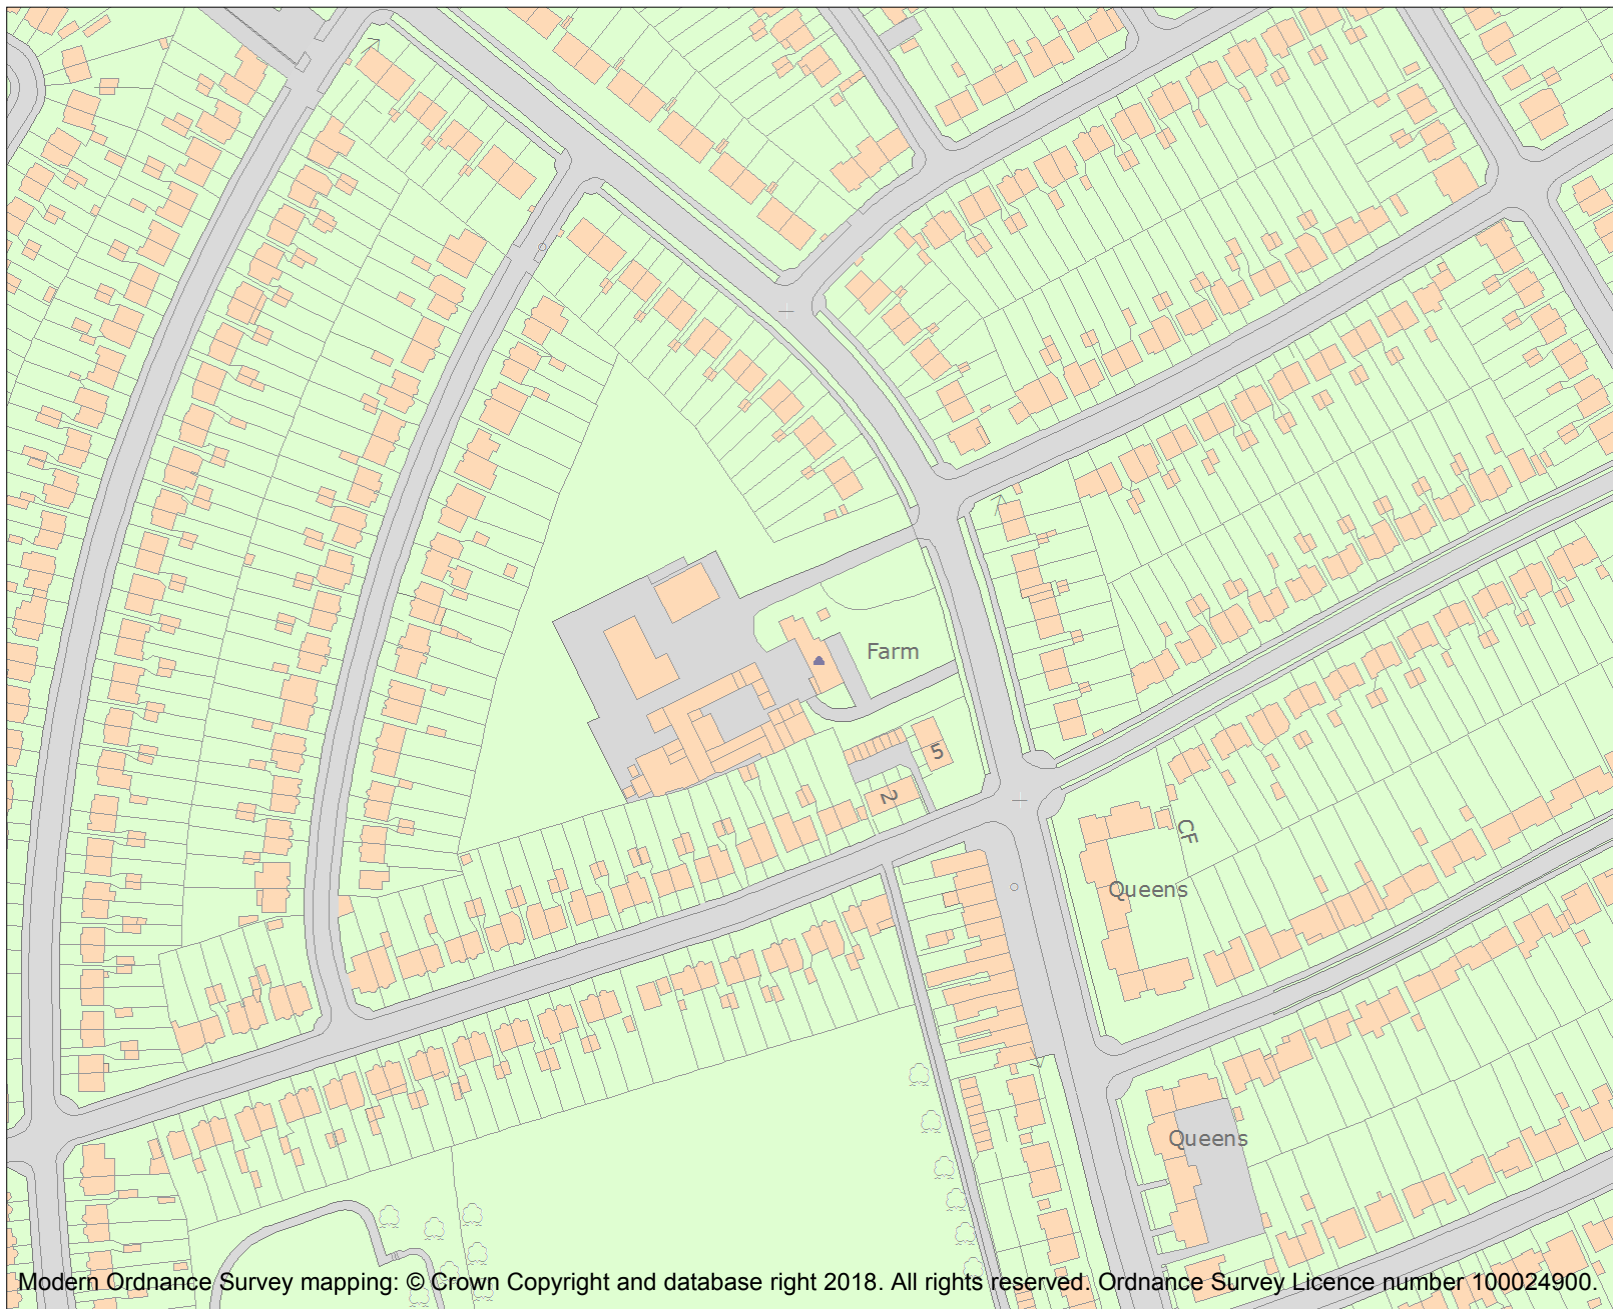 Farm
5
2
CF
Queens
Queens
Modern Ordnance Survey mapping: © Crown Copyright and database right 2018. All rights reserved. Ordnance Survey Licence number 100024900.